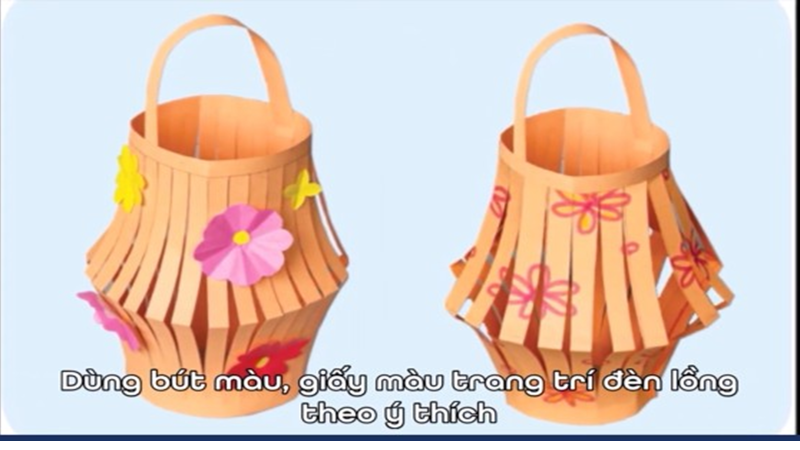 Dùng bút màu, giấy màu trang trí đèn lồng
theo ý thích